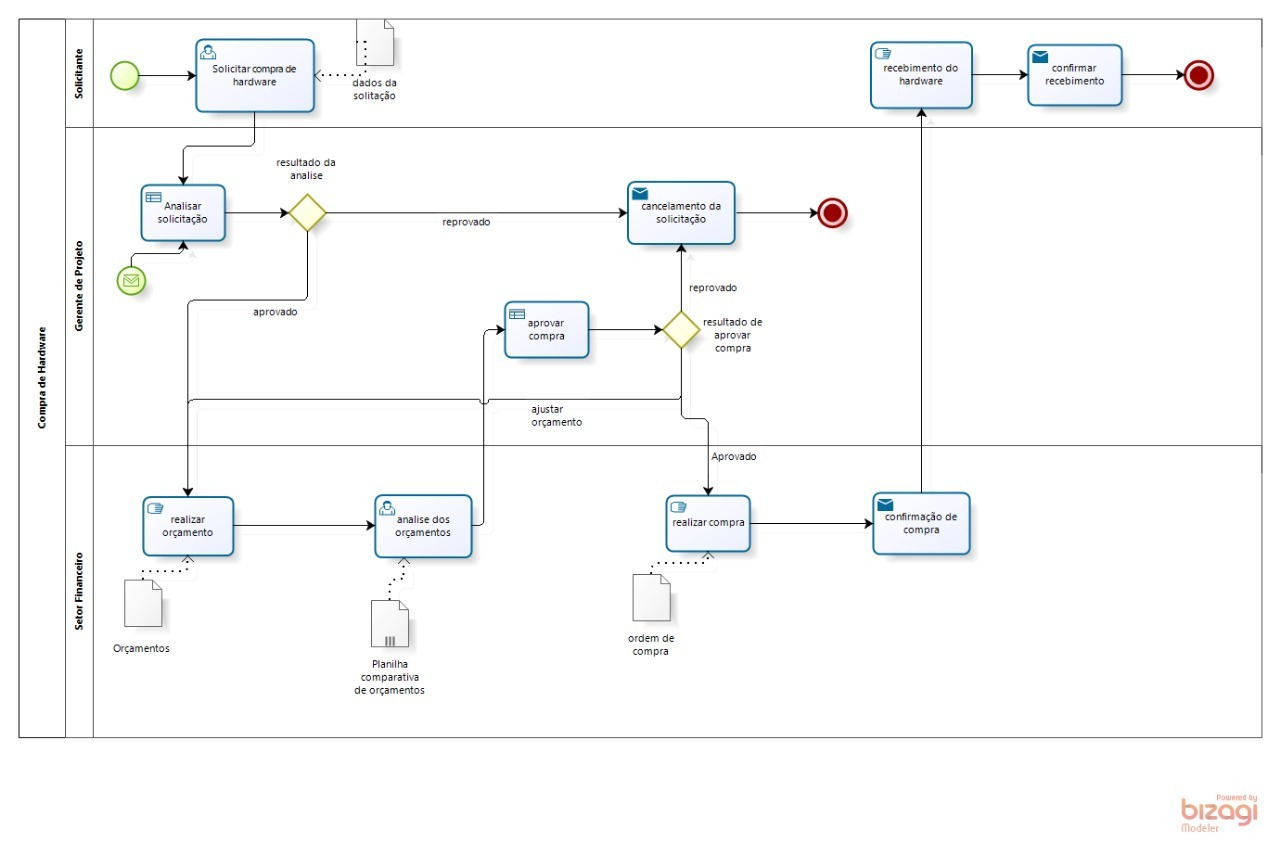 Compra de Hardware
Solicitante
Solicitar compra de
hardware
dados da
solitação
recebimento do
hardware
confirmar
recebimento
Gerente de Projeto
Analisar
solicitação
resultado da
analise
reprovado
cancelamento da
solicitação
aprovado
aprovar
compra
reprovado
resultado de
aprovar
compra
ajustar
orçamento
Aprovado
Setor Financeiro
realizar
orçamento
analise dos
orçamentos
realizar compra
confirmação de
compra
Orçamentos
Planilha
comparativa
de orçamentos
ordem de
compra
Powered by
bizagi
Modeler